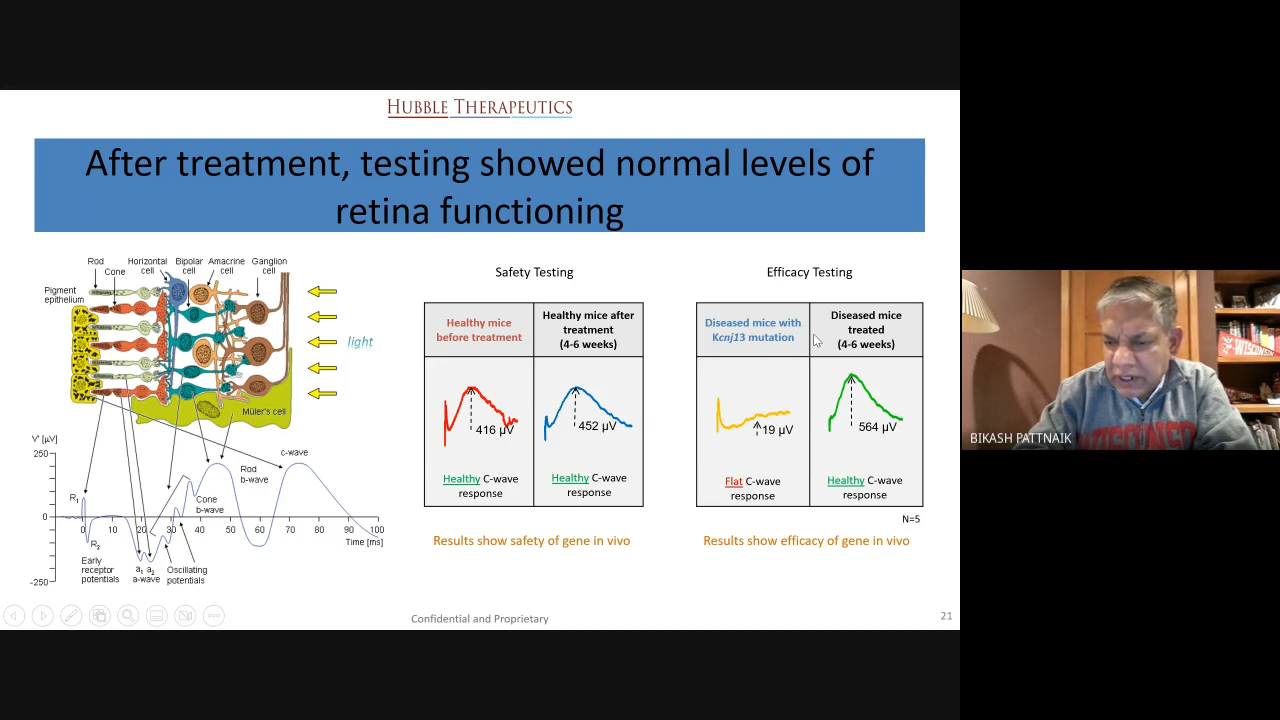 HUBBLE THERAPEUTICS
After treatment, testing showed normal levels of
retina functioning
Rod
Cone
Horizontal
cell
Bipolar
cell
Amacrine
cell
Ganglion
cell
Pigment
epithelium
light
Müler's cell
V' [µV]
250
0
-250
R1
R2
Early
receptor
potentials
a1 a2
a-wave
Oscillating
potentials
Cone
b-wave
Rod
b-wave
c-wave
0 10 20 30 40 50 60 70 80 90 100
Time [ms]
Safety Testing
Healthy mice
before treatment
Healthy mice after
treatment
(4-6 weeks)
416 µV
452 µV
Healthy C-wave
response
Healthy C-wave
response
Results show safety of gene in vivo
Efficacy Testing
Diseased mice with
Kcnj13 mutation
Diseased mice
treated
(4-6 weeks)
19 µV
564 µV
Flat C-wave
response
Healthy C-wave
response
N=5
Results show efficacy of gene in vivo
Confidential and Proprietary
21
WISCONSIN
BIKASH PATTNAIK